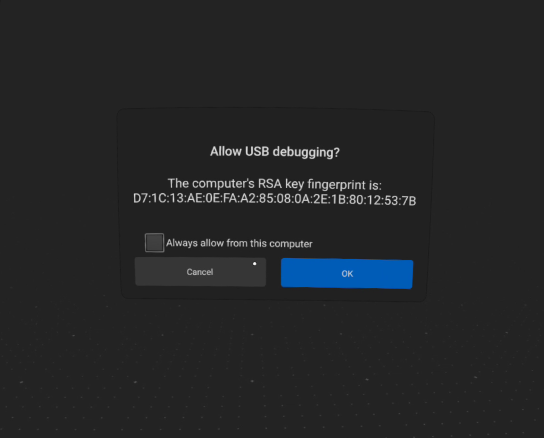 Allow USB debugging?
The computer's RSA key fingerprint is:
D7:1C:13:AE:0E:FA:A2:85:08:0A:2E:1B:80:12:53:7B
Always allow from this computer
Cancel
OK